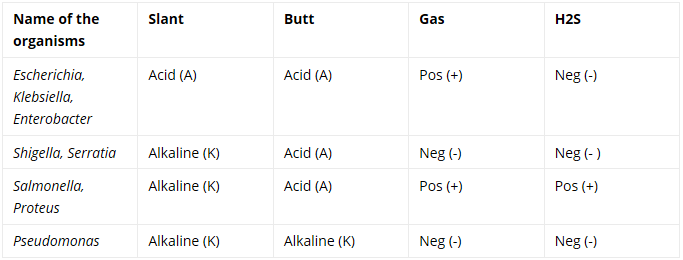 Name of the organisms Slant Butt Gas H2S
Escherichia, Klebsiella, Enterobacter Acid (A) Acid (A) Pos (+) Neg (-)
Shigella, Serratia Alkaline (K) Acid (A) Neg (-) Neg (- )
Salmonella, Proteus Alkaline (K) Acid (A) Pos (+) Pos (+)
Pseudomonas Alkaline (K) Alkaline (K) Neg (-) Neg (-)